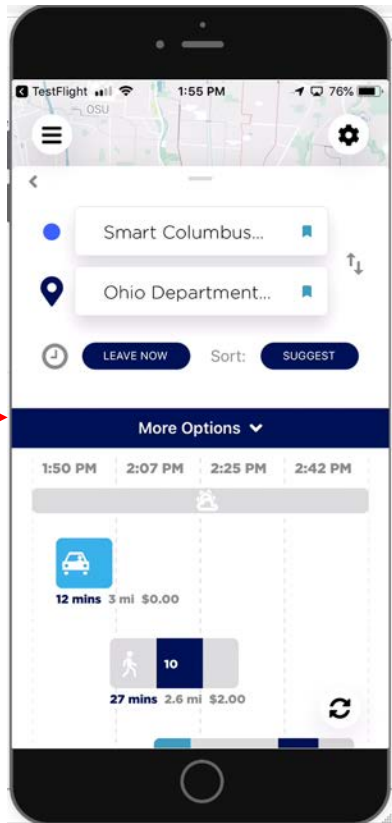 TestFlight 1:55 PM 76%
OSU
Smart Columbus...
Ohio Department...
LEAVE NOW Sort: SUGGEST
More Options
1:50 PM 2:07 PM 2:25 PM 2:42 PM
12 mins 3 mi $0.00
10
27 mins 2.6 mi $2.00